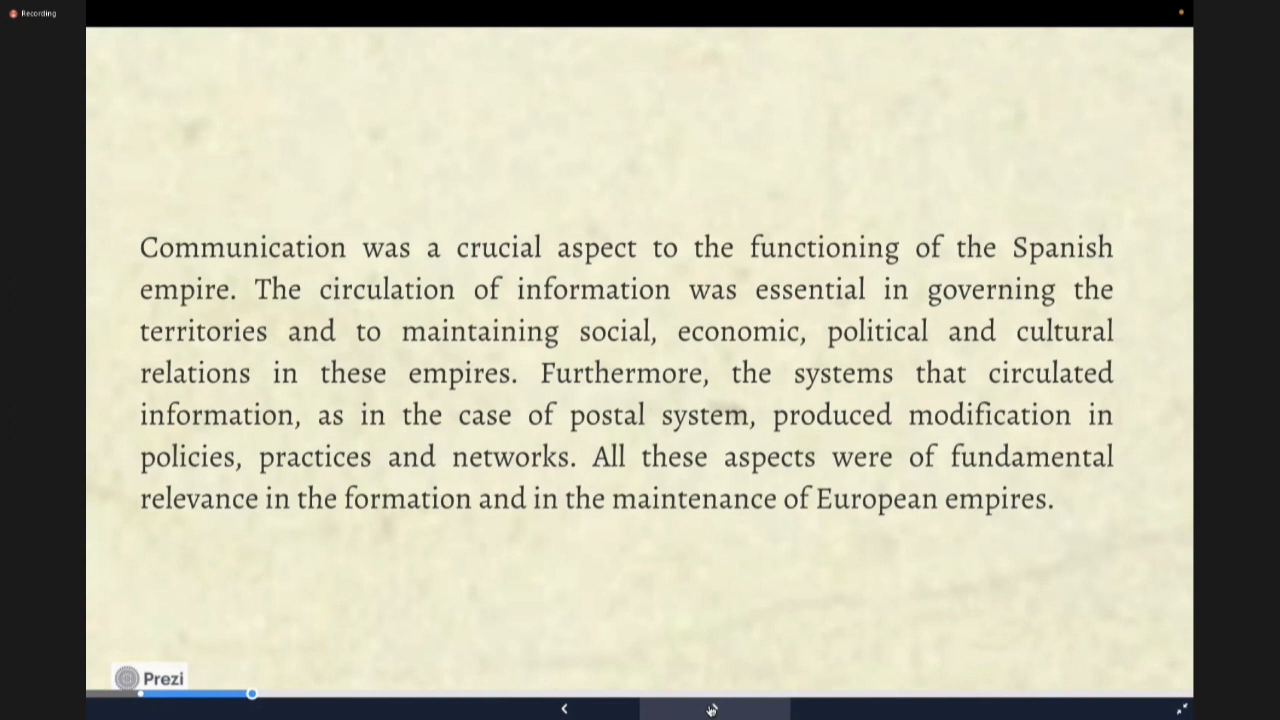 Recording
Communication was a crucial aspect to the functioning of the Spanish
empire. The circulation of information was essential in governing the
territories and to maintaining social, economic, political and cultural
relations in these empires. Furthermore, the systems that circulated
information, as in the case of postal system, produced modification in
policies, practices and networks. All these aspects were of fundamental
relevance in the formation and in the maintenance of European empires.
Prezi